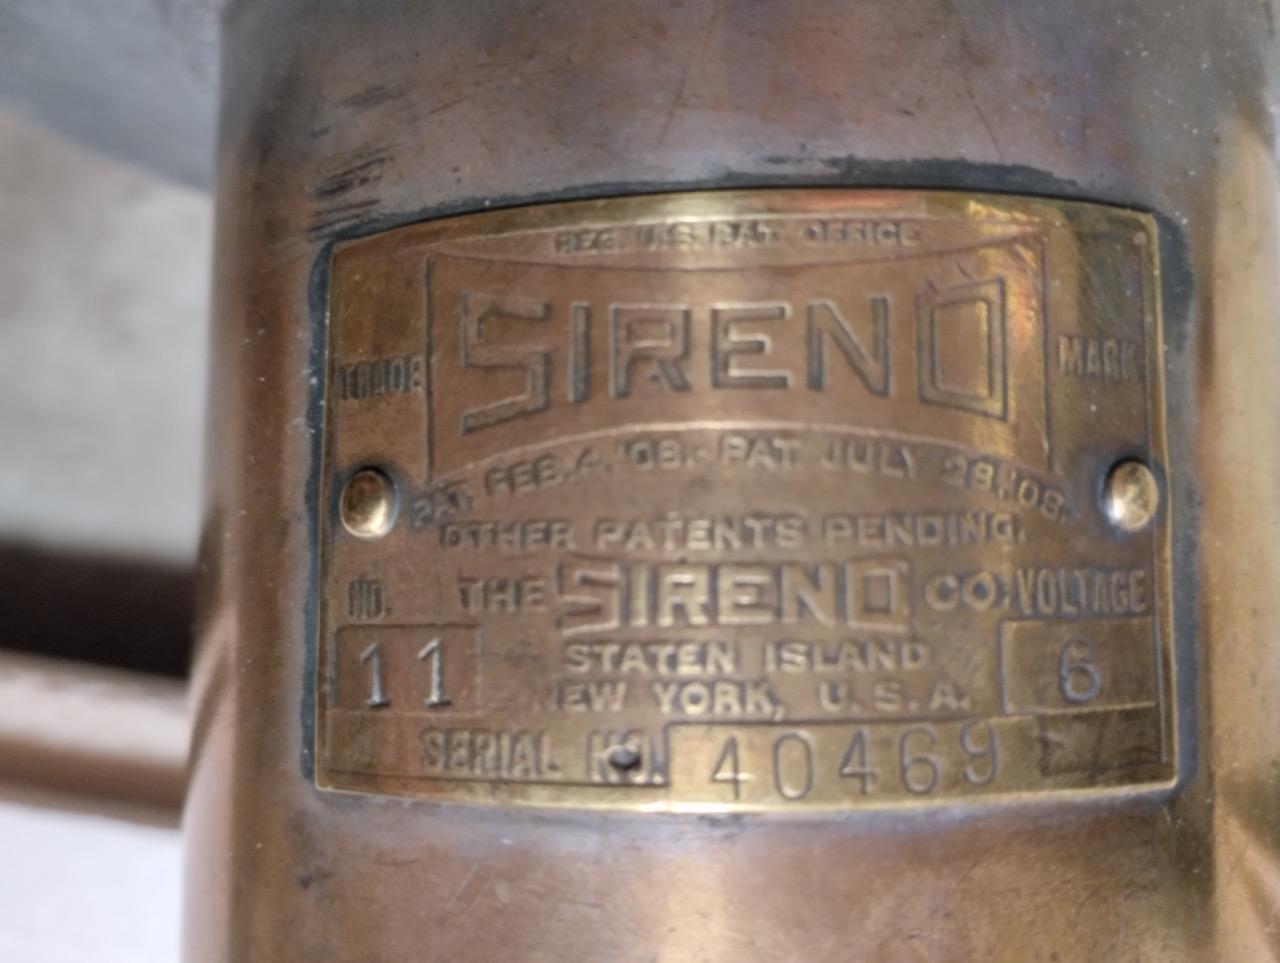 REG. U.S. PAT. OFFICE
TRADE SIRENO MARK
PAT. FEB. 4, '08.- PAT. JULY 28, '08.
OTHER PATENTS PENDING.
NO. THE SIRENO CO. VOLTAGE
11 STATEN ISLAND 6
NEW YORK, U.S.A.
SERIAL NO. 40469